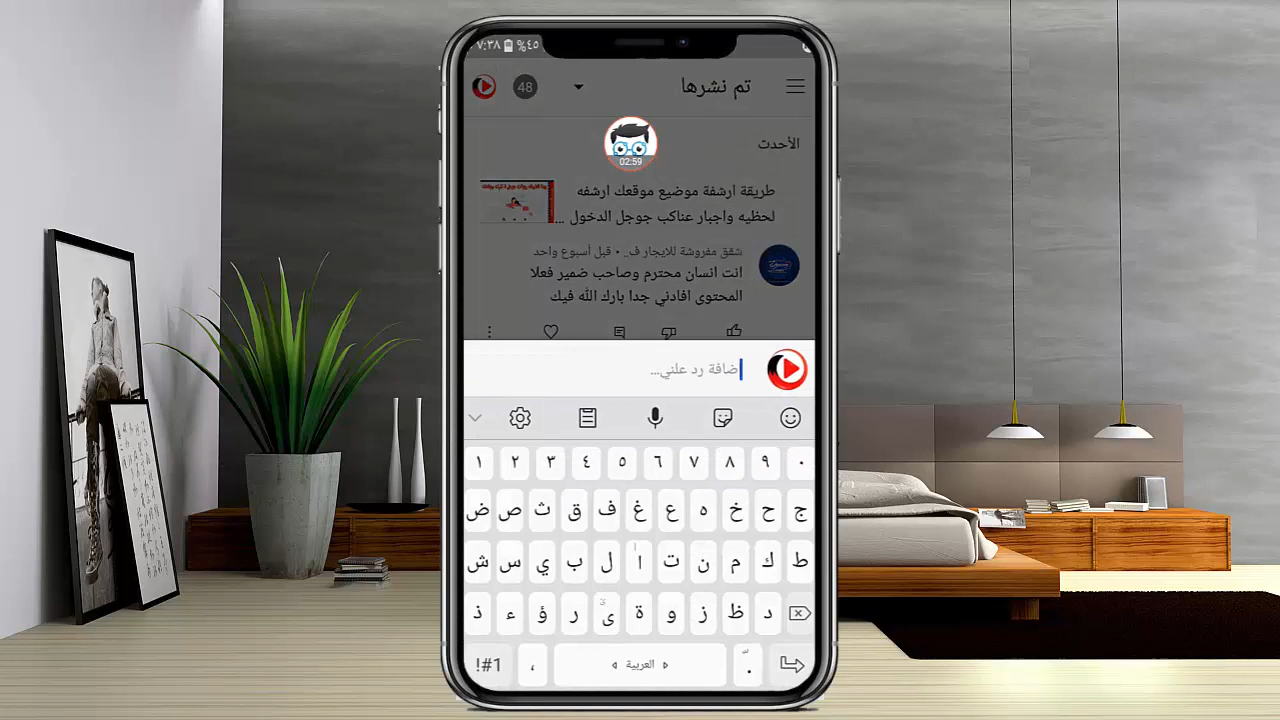 ٧:٣٨ ٤٥%
تم نشرها
48
الأحدث
02:59
طريقة ارشفة موضيع موقعك ارشفه
لحظيه واجبار عناكب جوجل الدخول ...
شقق مفروشة للايجار ف.. • قبل أسبوع واحد
انت انسان محترم وصاحب ضمير فعلا
المحتوى افادني جدا بارك الله فيك
ضافة رد علني...
١ ٢ ٣ ٤ ٥ ٦ ٧ ٨ ٩ ٠
ض ص ث ق ف غ ع ه خ ح ج
ش س ي ب ل ا ت ن م ك ط
ذ ء ؤ ر ى ة و ز ظ د
!#1 ، العربية .